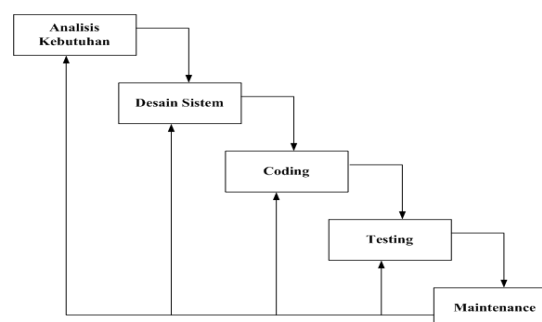 Analisis
Kebutuhan
Desain Sistem
Coding
Testing
Maintenance